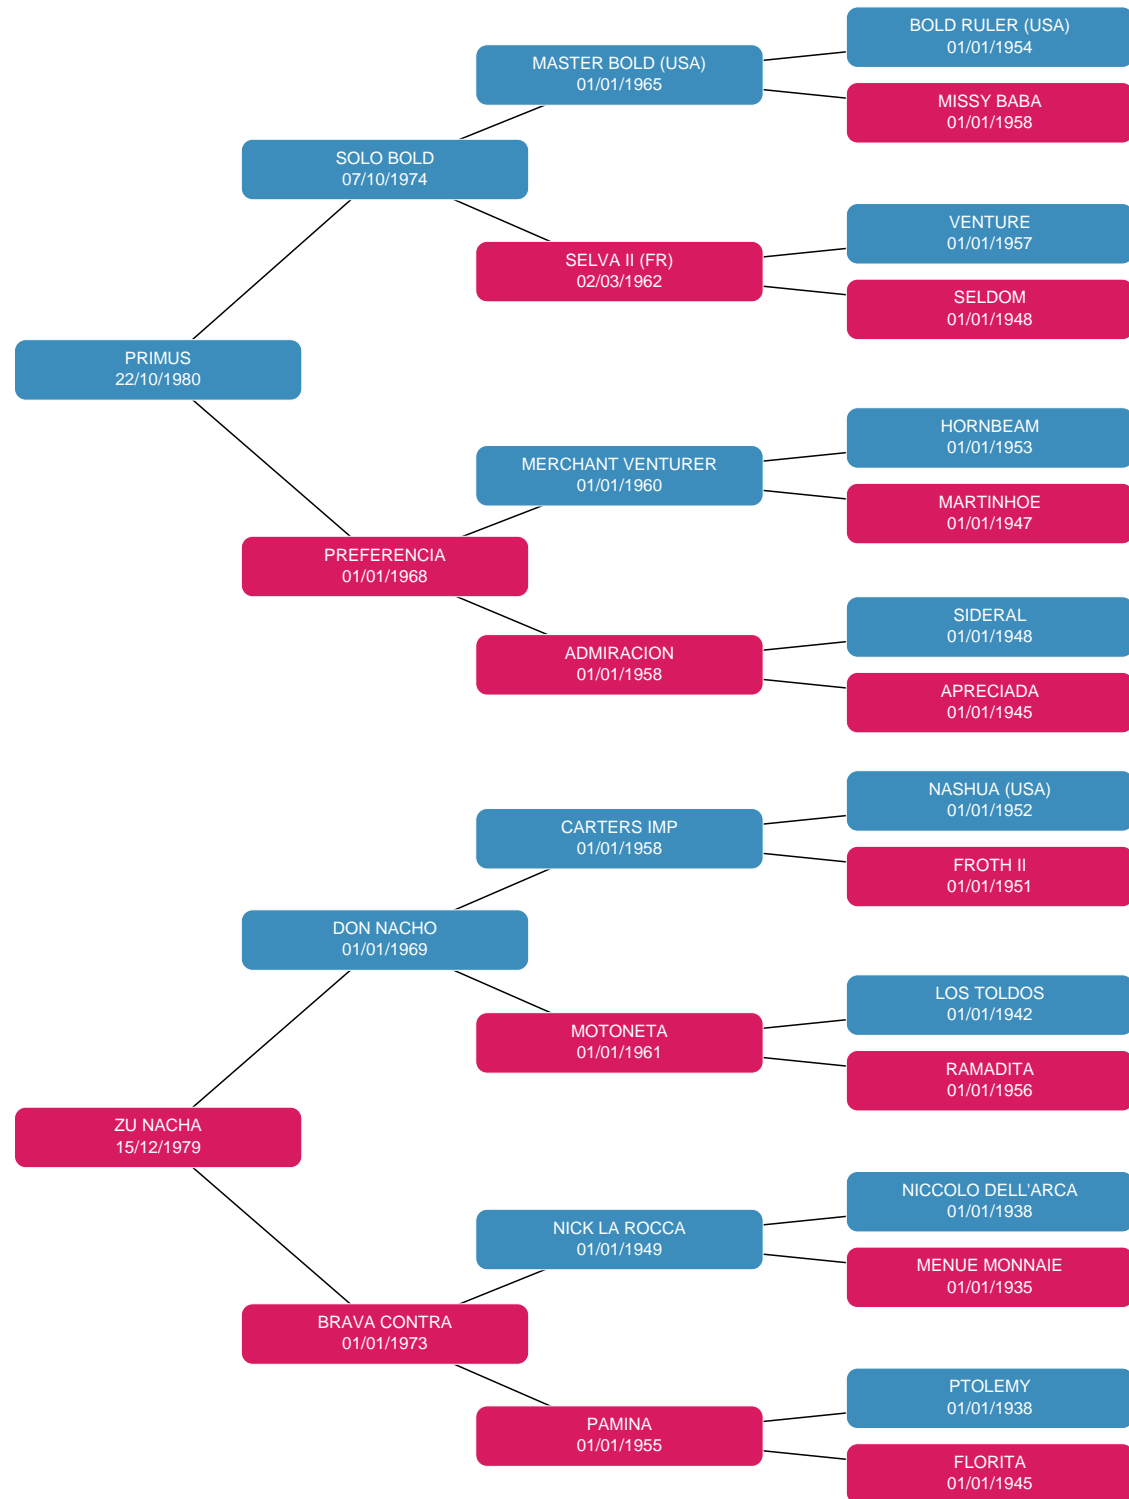 BOLD RULER (USA)
01/01/1954
MASTER BOLD (USA)
01/01/1965
MISSY BABA
01/01/1958
SOLO BOLD
07/10/1974
VENTURE
01/01/1957
SELVA II (FR)
02/03/1962
SELDOM
01/01/1948
PRIMUS
22/10/1980
HORNBEAM
01/01/1953
MERCHANT VENTURER
01/01/1960
MARTINHOE
01/01/1947
PREFERENCIA
01/01/1968
SIDERAL
01/01/1948
ADMIRACION
01/01/1958
APRECIADA
01/01/1945
NASHUA (USA)
01/01/1952
CARTERS IMP
01/01/1958
FROTH II
01/01/1951
DON NACHO
01/01/1969
LOS TOLDOS
01/01/1942
MOTONETA
01/01/1961
RAMADITA
01/01/1956
ZU NACHA
15/12/1979
NICCOLO DELL'ARCA
01/01/1938
NICK LA ROCCA
01/01/1949
MENUE MONNAIE
01/01/1935
BRAVA CONTRA
01/01/1973
PTOLEMY
01/01/1938
PAMINA
01/01/1955
FLORITA
01/01/1945